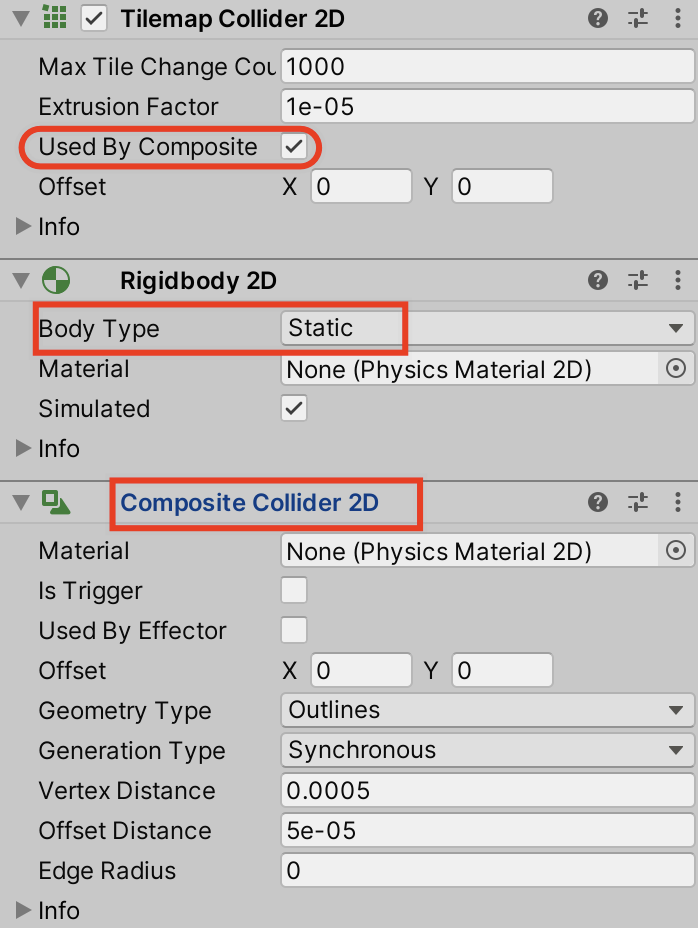 Tilemap Collider 2D
Max Tile Change Cou 1000
Extrusion Factor 1e-05
Used By Composite
Offset X 0 Y 0
Info
Rigidbody 2D
Body Type Static
Material None (Physics Material 2D)
Simulated
Info
Composite Collider 2D
Material None (Physics Material 2D)
Is Trigger
Used By Effector
Offset X 0 Y 0
Geometry Type Outlines
Generation Type Synchronous
Vertex Distance 0.0005
Offset Distance 5e-05
Edge Radius 0
Info